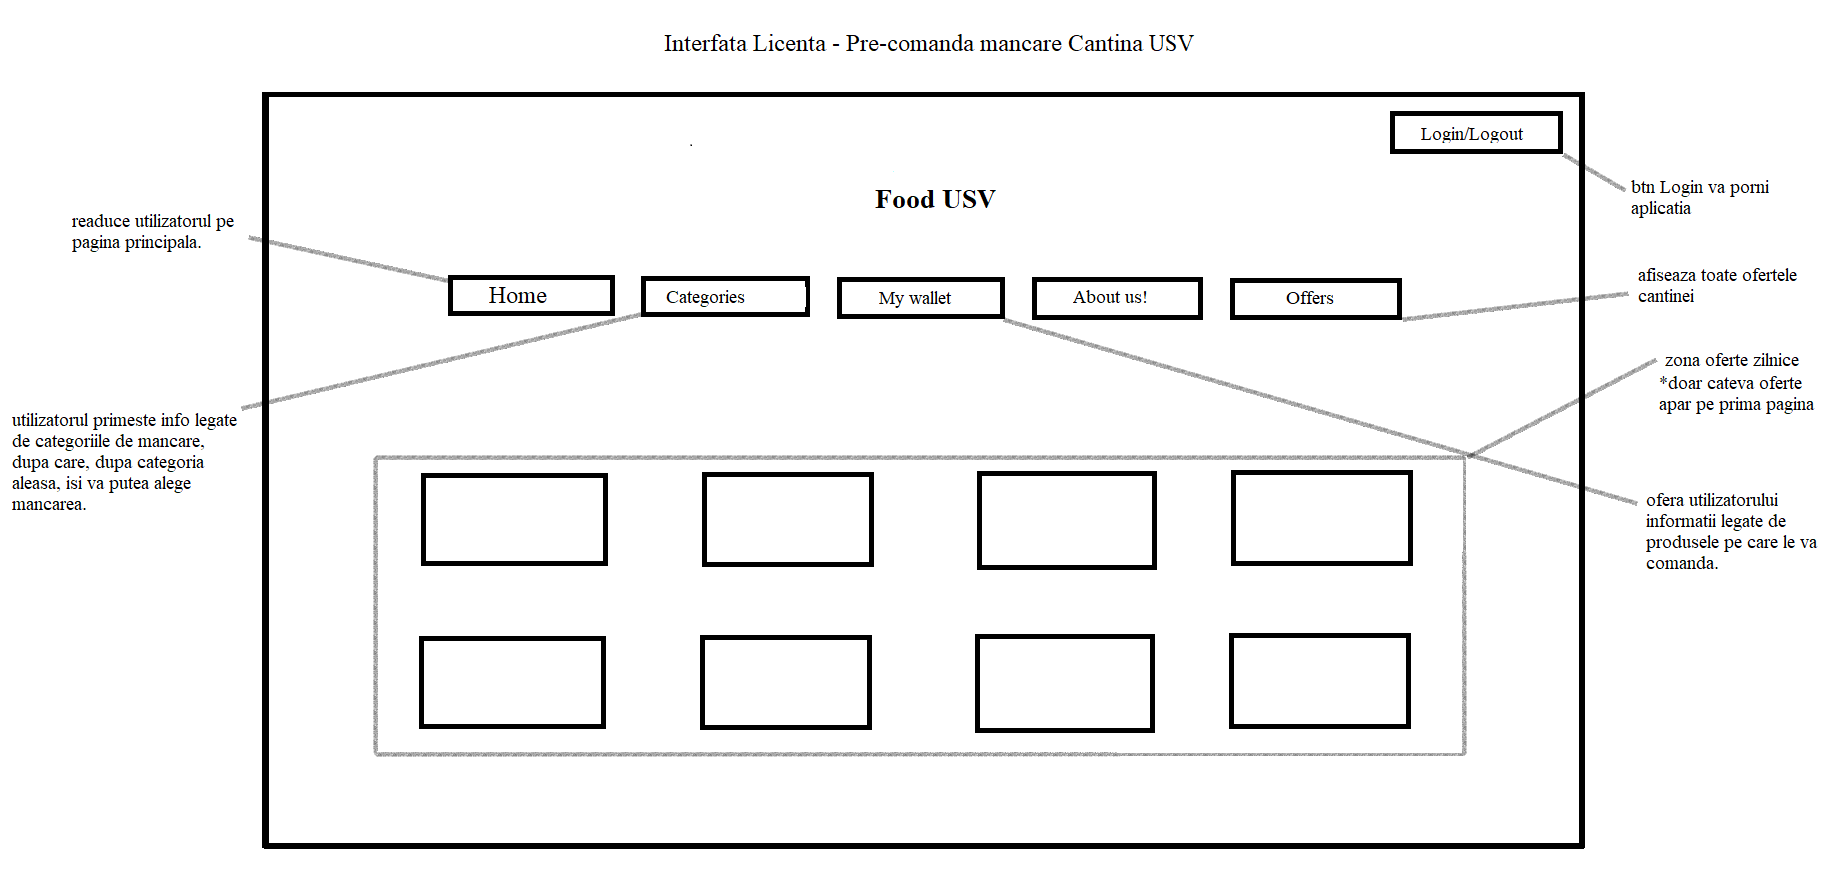 Interfata Licenta - Pre-comanda mancare Cantina USV
Login/Logout
btn Login va porni
aplicatia
Food USV
readuce utilizatorul pe
pagina principala.
Home
Categories
My wallet
About us!
Offers
afiseaza toate ofertele
cantinei
zona oferte zilnice
*doar cateva oferte
apar pe prima pagina
utilizatorul primeste info legate
de categoriile de mancare,
dupa care, dupa categoria
aleasa, isi va putea alege
mancarea.
ofera utilizatorului
informatii legate de
produsele pe care le va
comanda.